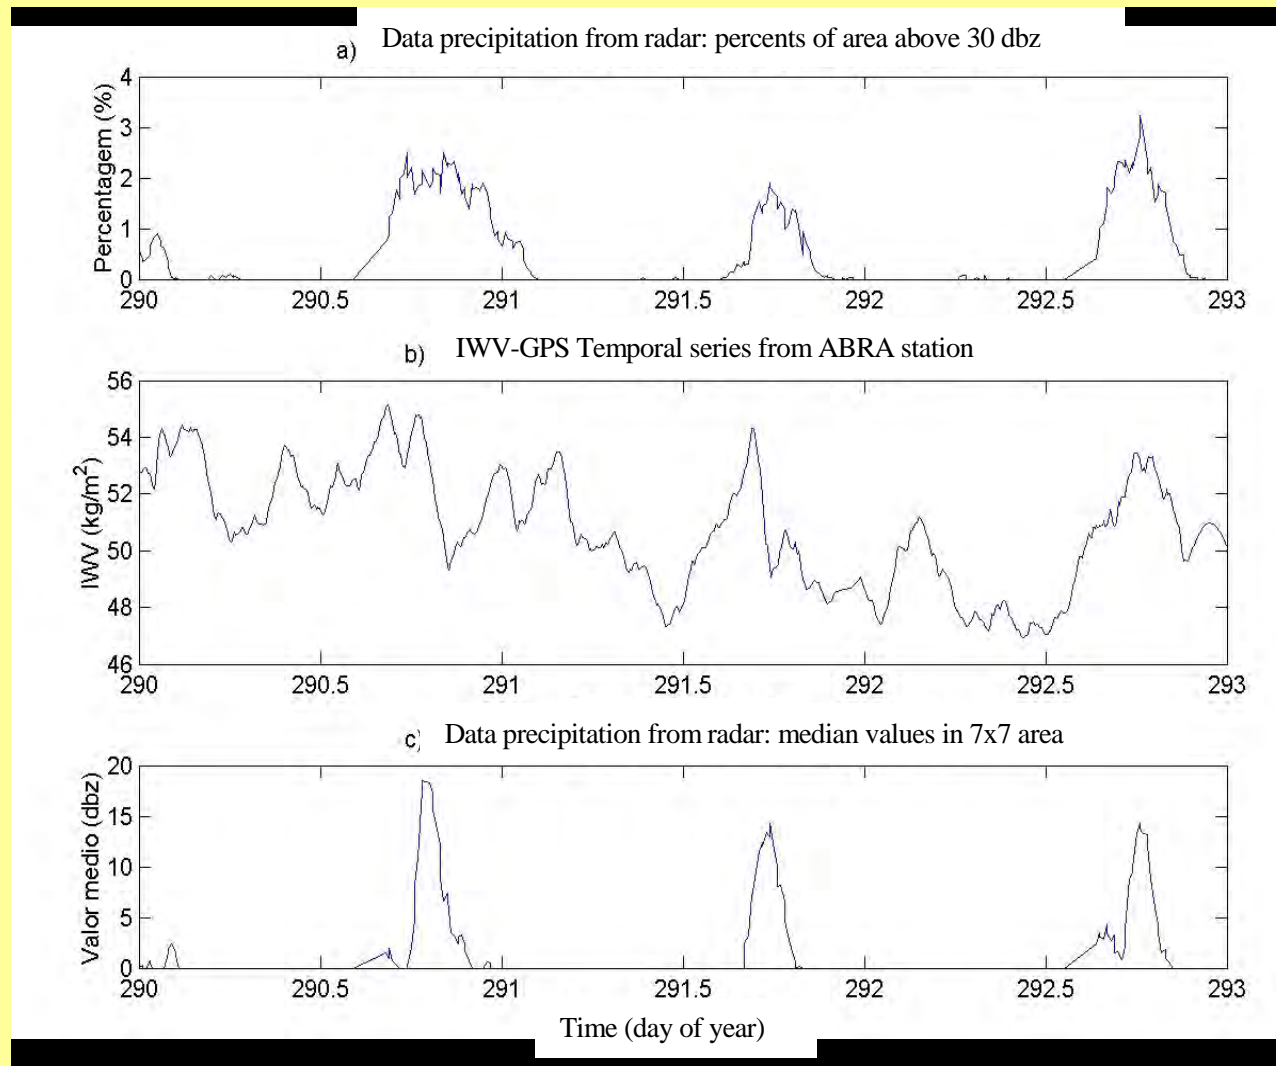 a) Data precipitation from radar: percents of area above 30 dbz
Percentagem (%)
4
3
2
1
0
290 290.5 291 291.5 292 292.5 293
b) IWV-GPS Temporal series from ABRA station
IWV (kg/m²)
56
54
52
50
48
46
290 290.5 291 291.5 292 292.5 293
c) Data precipitation from radar: median values in 7x7 area
Valor medio (dbz)
20
15
10
5
0
290 290.5 291 291.5 292 292.5 293
Time (day of year)